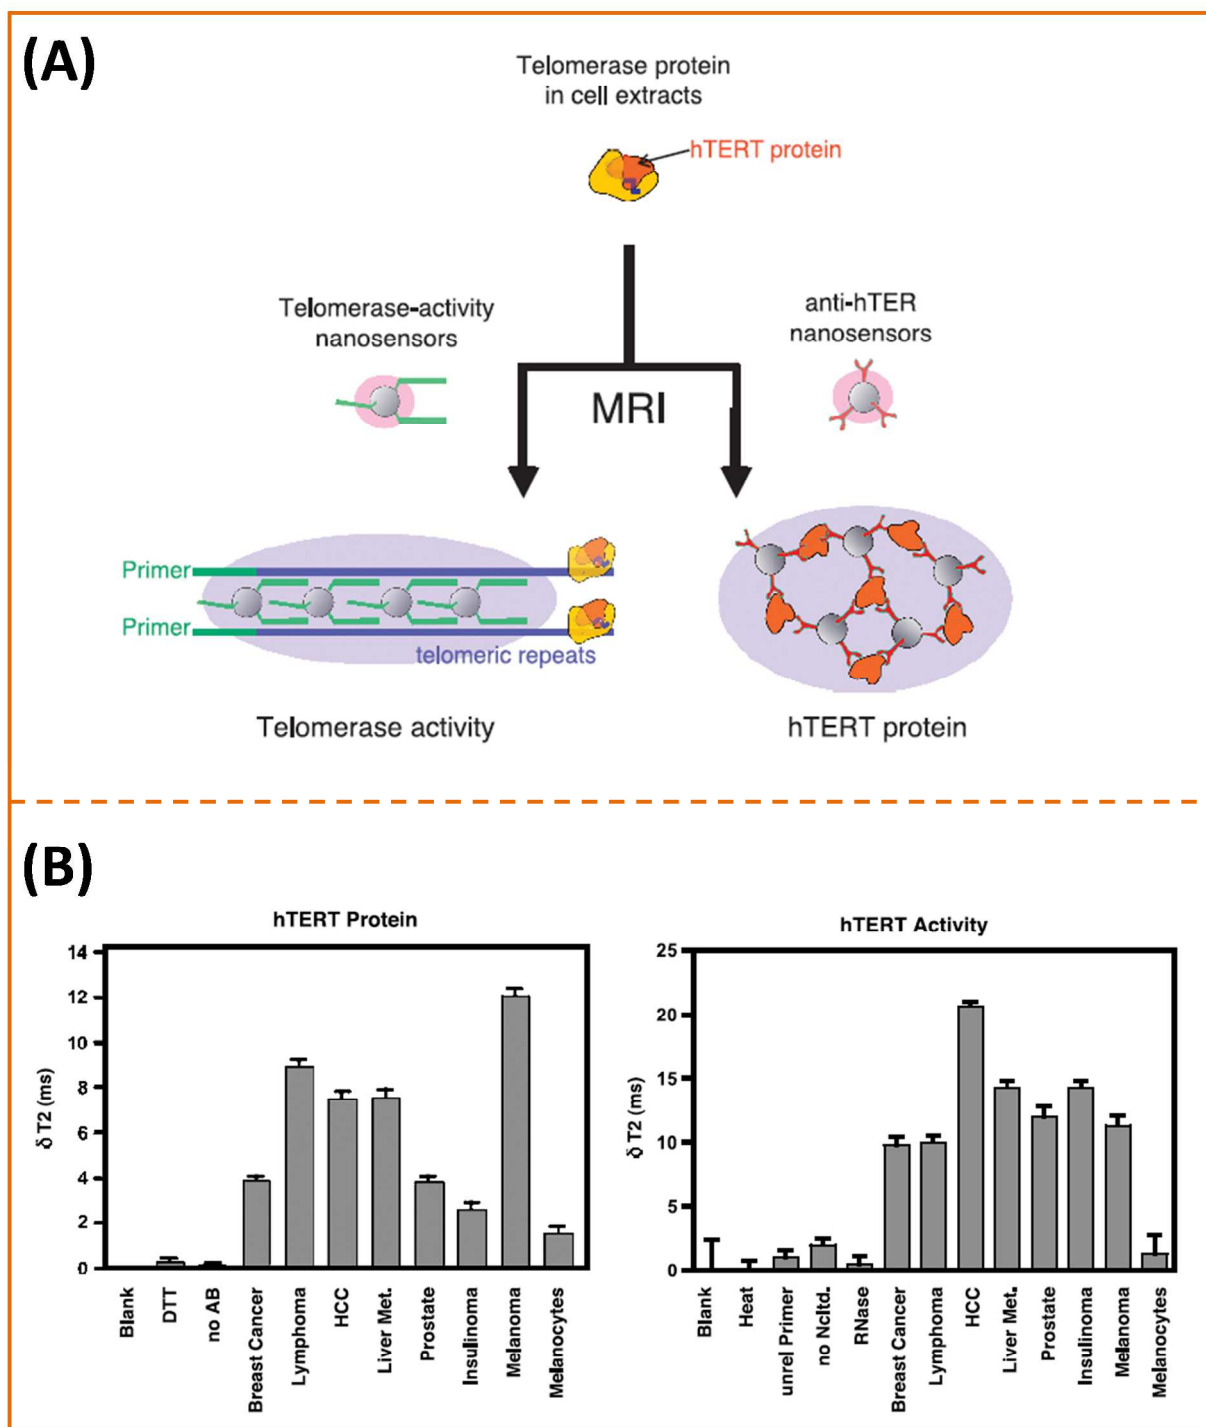 (A)
Telomerase protein
in cell extracts
hTERT protein
Telomerase-activity
nanosensors
anti-hTER
nanosensors
MRI
Primer
Primer
telomeric repeats
Telomerase activity
hTERT protein
(B)
hTERT Protein
14
12
10
8
6
4
2
0
δ T2 (ms)
Blank
DTT
no AB
Breast Cancer
Lymphoma
HCC
Liver Met.
Prostate
Insulinoma
Melanoma
Melanocytes
hTERT Activity
25
20
15
10
5
0
δ T2 (ms)
Blank
Heat
unrel Primer
no Ncltd.
RNase
Breast Cancer
Lymphoma
HCC
Liver Met.
Prostate
Insulinoma
Melanoma
Melanocytes